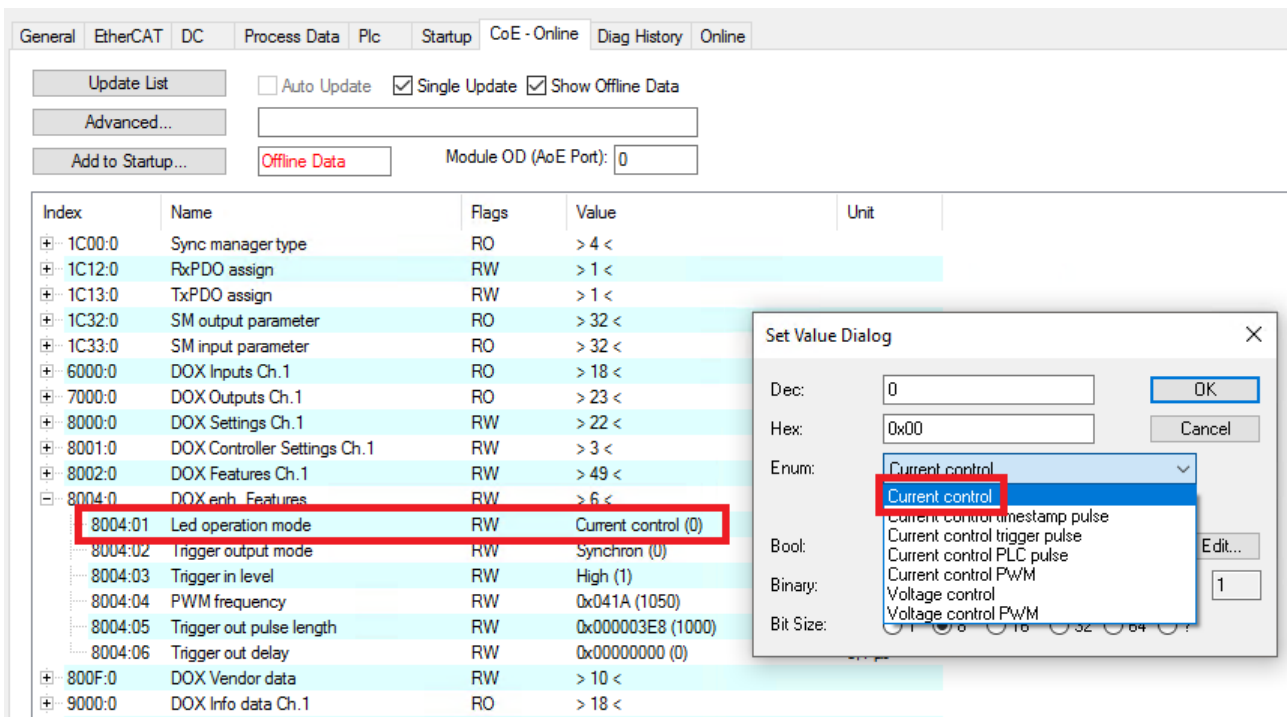 General EtherCAT DC Process Data Plc Startup CoE - Online Diag History Online
Update List Auto Update Single Update Show Offline Data
Advanced...
Add to Startup... Offline Data Module OD (AoE Port): 0
Index Name Flags Value Unit
1C00:0 Sync manager type RO > 4 <
1C12:0 RxPDO assign RW > 1 <
1C13:0 TxPDO assign RW > 1 <
1C32:0 SM output parameter RO > 32 <
1C33:0 SM input parameter RO > 32 <
6000:0 DOX Inputs Ch.1 RO > 18 <
7000:0 DOX Outputs Ch.1 RO > 23 <
8000:0 DOX Settings Ch.1 RW > 22 <
8001:0 DOX Controller Settings Ch.1 RW > 3 <
8002:0 DOX Features Ch.1 RW > 49 <
8004:0 DOX enh. Features RW > 6 <
8004:01 Led operation mode RW Current control (0)
8004:02 Trigger output mode RW Synchron (0)
8004:03 Trigger in level RW High (1)
8004:04 PWM frequency RW 0x041A (1050)
8004:05 Trigger out pulse length RW 0x000003E8 (1000)
8004:06 Trigger out delay RW 0x00000000 (0)
800F:0 DOX Vendor data RW > 10 <
9000:0 DOX Info data Ch.1 RO > 18 <
Set Value Dialog
Dec: 0 OK
Hex: 0x00 Cancel
Enum: Current control
Current control
Current control timestamp pulse
Current control trigger pulse
Current control PLC pulse
Current control PWM
Voltage control
Voltage control PWM
Bool: Edit...
Binary: 1
Bit Size: 1 8 16 32 64 ?